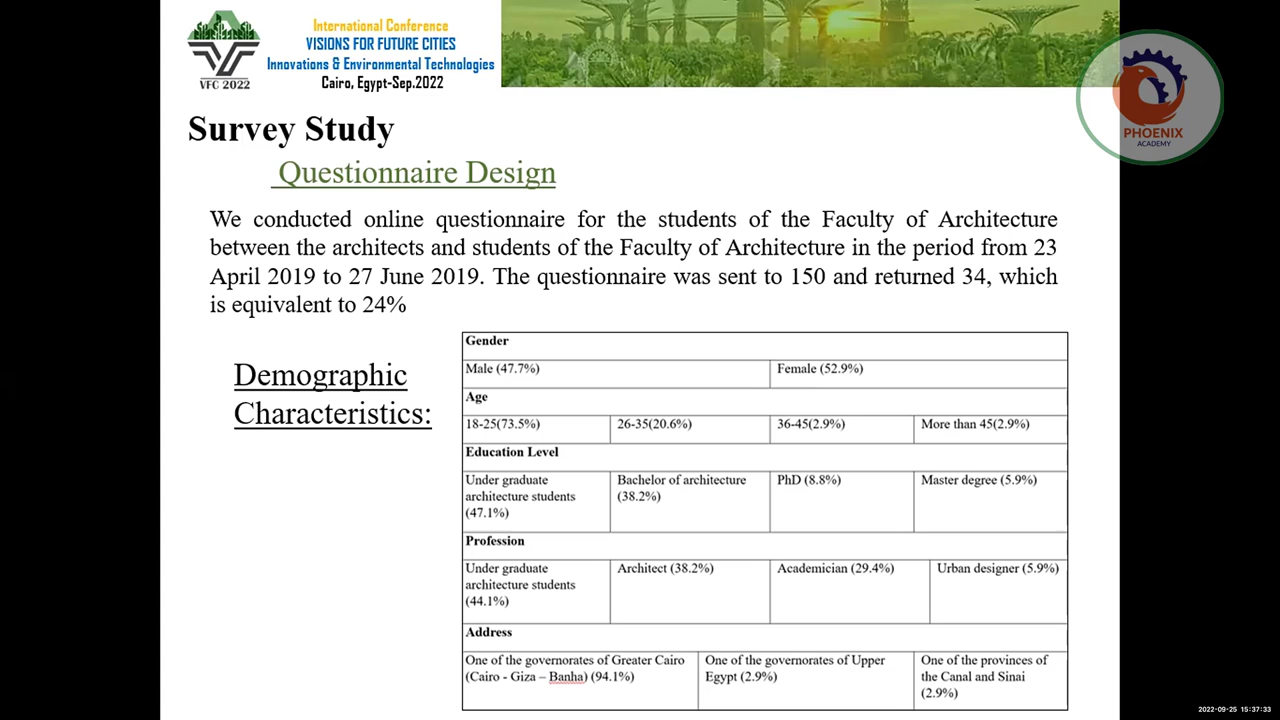 International Conference
VISIONS FOR FUTURE CITIES
Innovations & Environmental Technologies
Cairo, Egypt-Sep.2022
VFC 2022
PHOENIX
ACADEMY
Survey Study
Questionnaire Design
We conducted online questionnaire for the students of the Faculty of Architecture
between the architects and students of the Faculty of Architecture in the period from 23
April 2019 to 27 June 2019. The questionnaire was sent to 150 and returned 34, which
is equivalent to 24%
Demographic
Characteristics:
Gender
Male (47.7%) Female (52.9%)
Age
18-25(73.5%) 26-35(20.6%) 36-45(2.9%) More than 45(2.9%)
Education Level
Under graduate
architecture students
(47.1%)
Bachelor of architecture
(38.2%)
PhD (8.8%)
Master degree (5.9%)
Profession
Under graduate
architecture students
(44.1%)
Architect (38.2%)
Academician (29.4%)
Urban designer (5.9%)
Address
One of the governorates of Greater Cairo
(Cairo - Giza – Banha) (94.1%)
One of the governorates of Upper
Egypt (2.9%)
One of the provinces of
the Canal and Sinai
(2.9%)
2022-09-25 15:37:33